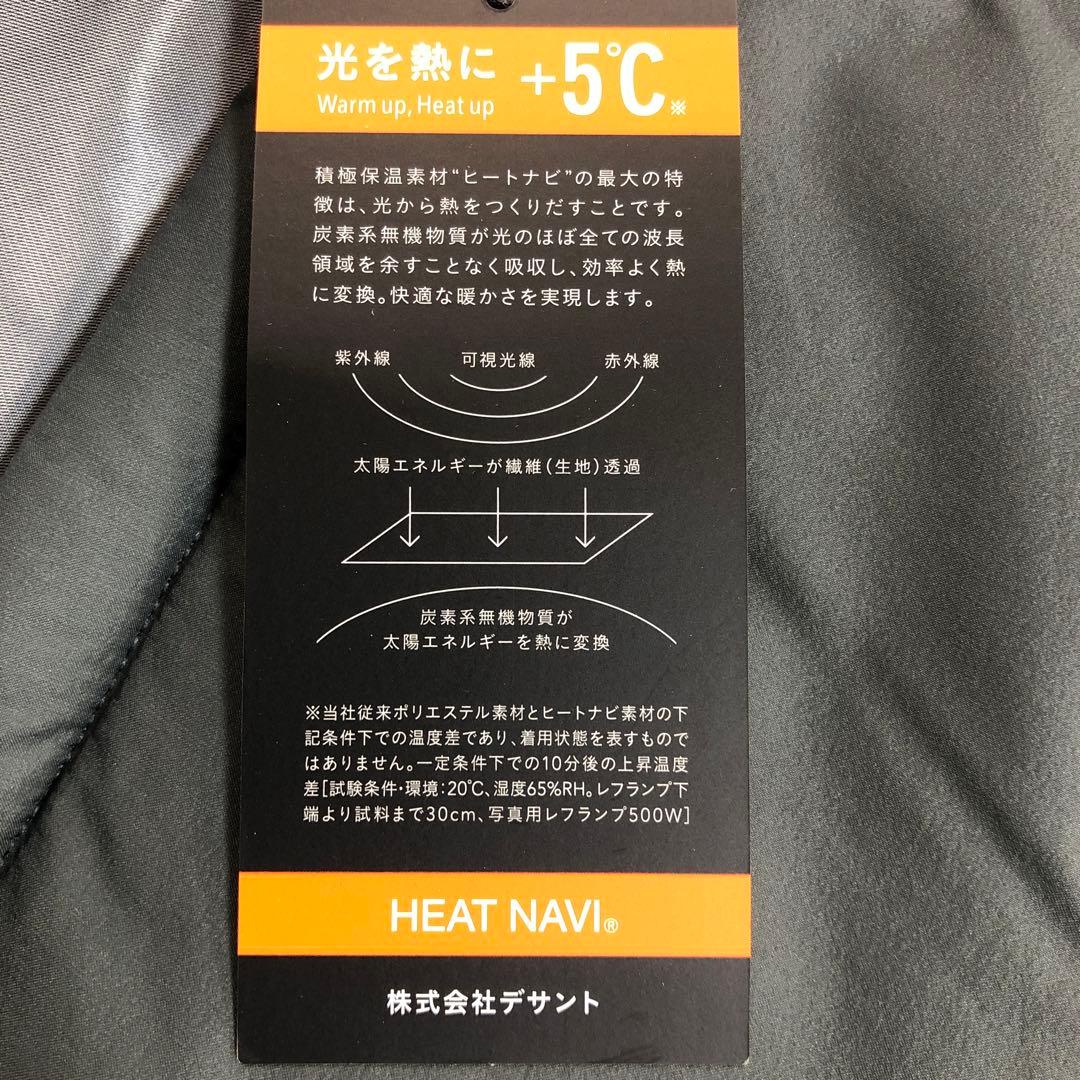 光を熱に +5℃※
Warm up, Heat up
積極保温素材“ヒートナビ”の最大の特
徴は、光から熱をつくりだすことです。
炭素系無機物質が光のほぼ全ての波長
領域を余すことなく吸収し、効率よく熱
に変換。快適な暖かさを実現します。
紫外線 可視光線 赤外線
太陽エネルギーが繊維(生地)透過
炭素系無機物質が
太陽エネルギーを熱に変換
※当社従来ポリエステル素材とヒートナビ素材の下
記条件下での温度差であり、着用状態を表すもので
はありません。一定条件下での10分後の上昇温度
差[試験条件・環境:20℃、湿度65%RH。レフランプ下
端より試料まで30cm、写真用レフランプ500W]
HEAT NAVI®
株式会社デサント